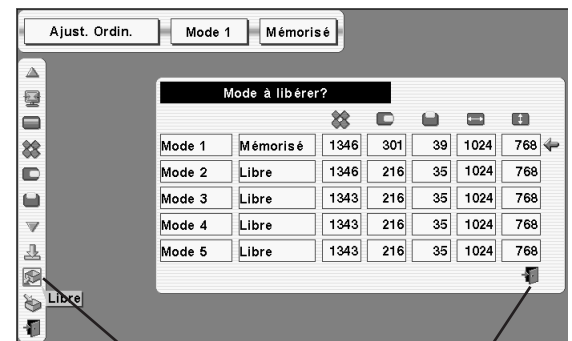 Ajust. Ordin. Mode 1 Mémorisé
Mode à libérer?
Mode 1 Mémorisé 1346 301 39 1024 768
Mode 2 Libre 1346 216 35 1024 768
Mode 3 Libre 1343 216 35 1024 768
Mode 4 Libre 1343 216 35 1024 768
Mode 5 Libre 1343 216 35 1024 768
Libre